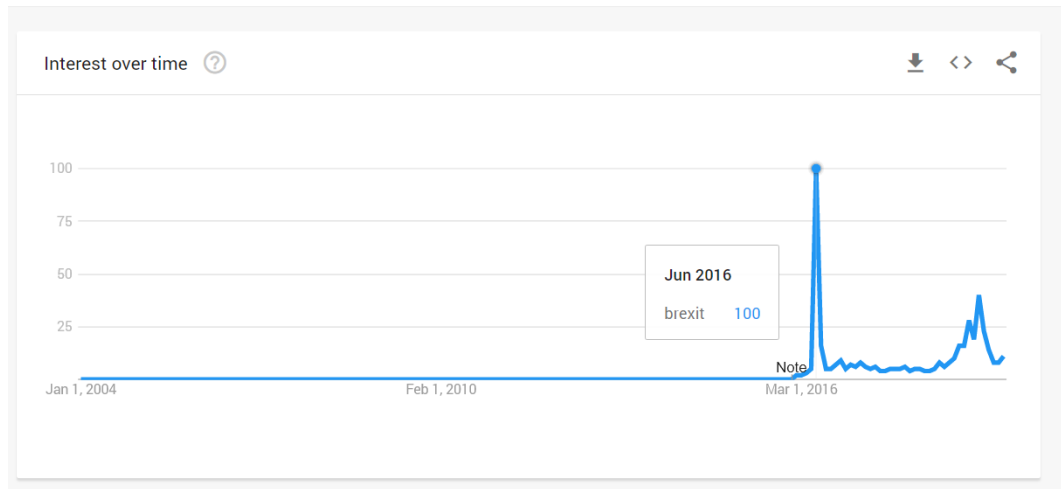 Interest over time
100
75
50
25
Jun 2016
brexit 100
Note
Jan 1, 2004 Feb 1, 2010 Mar 1, 2016